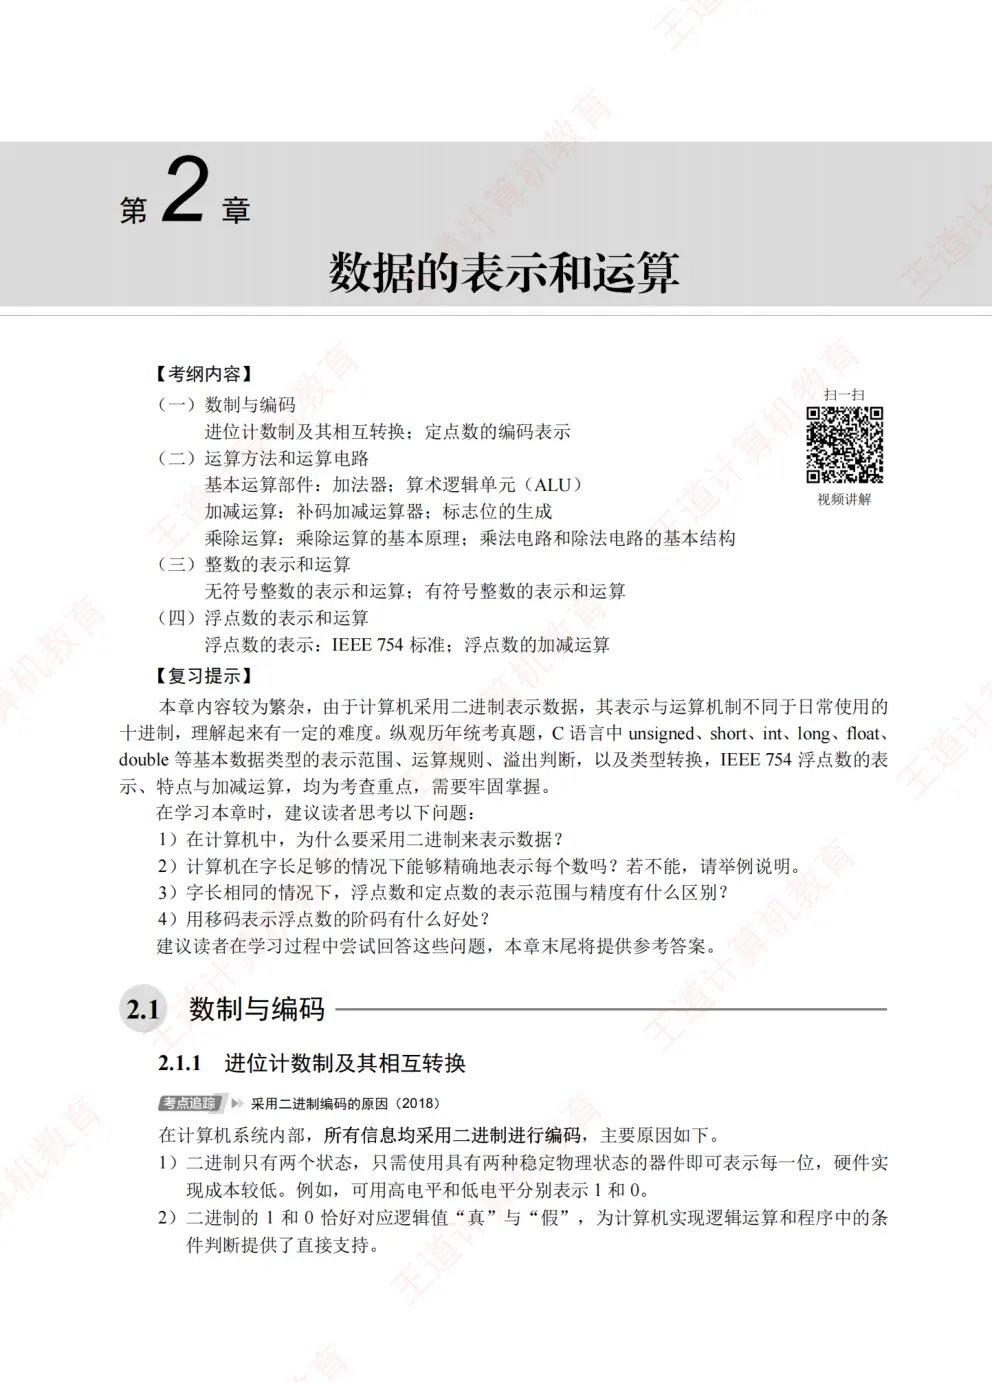 第 2 章
数据的表示和运算
【考纲内容】
扫一扫
视频讲解
（一）数制与编码
进位计数制及其相互转换；定点数的编码表示
（二）运算方法和运算电路
基本运算部件：加法器；算术逻辑单元（ALU）
加减运算：补码加减运算器；标志位的生成
乘除运算：乘除运算的基本原理；乘法电路和除法电路的基本结构
（三）整数的表示和运算
无符号整数的表示和运算；有符号整数的表示和运算
（四）浮点数的表示和运算
浮点数的表示：IEEE 754 标准；浮点数的加减运算
【复习提示】
本章内容较为繁杂，由于计算机采用二进制表示数据，其表示与运算机制不同于日常使用的
十进制，理解起来有一定的难度。纵观历年统考真题，C 语言中 unsigned、short、int、long、float、
double 等基本数据类型的表示范围、运算规则、溢出判断，以及类型转换，IEEE 754 浮点数的表
示、特点与加减运算，均为考查重点，需要牢固掌握。
在学习本章时，建议读者思考以下问题：
1）在计算机中，为什么要采用二进制来表示数据？
2）计算机在字长足够的情况下能够精确地表示每个数吗？若不能，请举例说明。
3）字长相同的情况下，浮点数和定点数的表示范围与精度有什么区别？
4）用移码表示浮点数的阶码有什么好处？
建议读者在学习过程中尝试回答这些问题，本章末尾将提供参考答案。
2.1 数制与编码
2.1.1 进位计数制及其相互转换
考点追踪 采用二进制编码的原因（2018）
在计算机系统内部，所有信息均采用二进制进行编码，主要原因如下。
1）二进制只有两个状态，只需使用具有两种稳定物理状态的器件即可表示每一位，硬件实
现成本较低。例如，可用高电平和低电平分别表示 1 和 0。
2）二进制的 1 和 0 恰好对应逻辑值“真”与“假”，为计算机实现逻辑运算和程序中的条
件判断提供了直接支持。
王道计算机教育